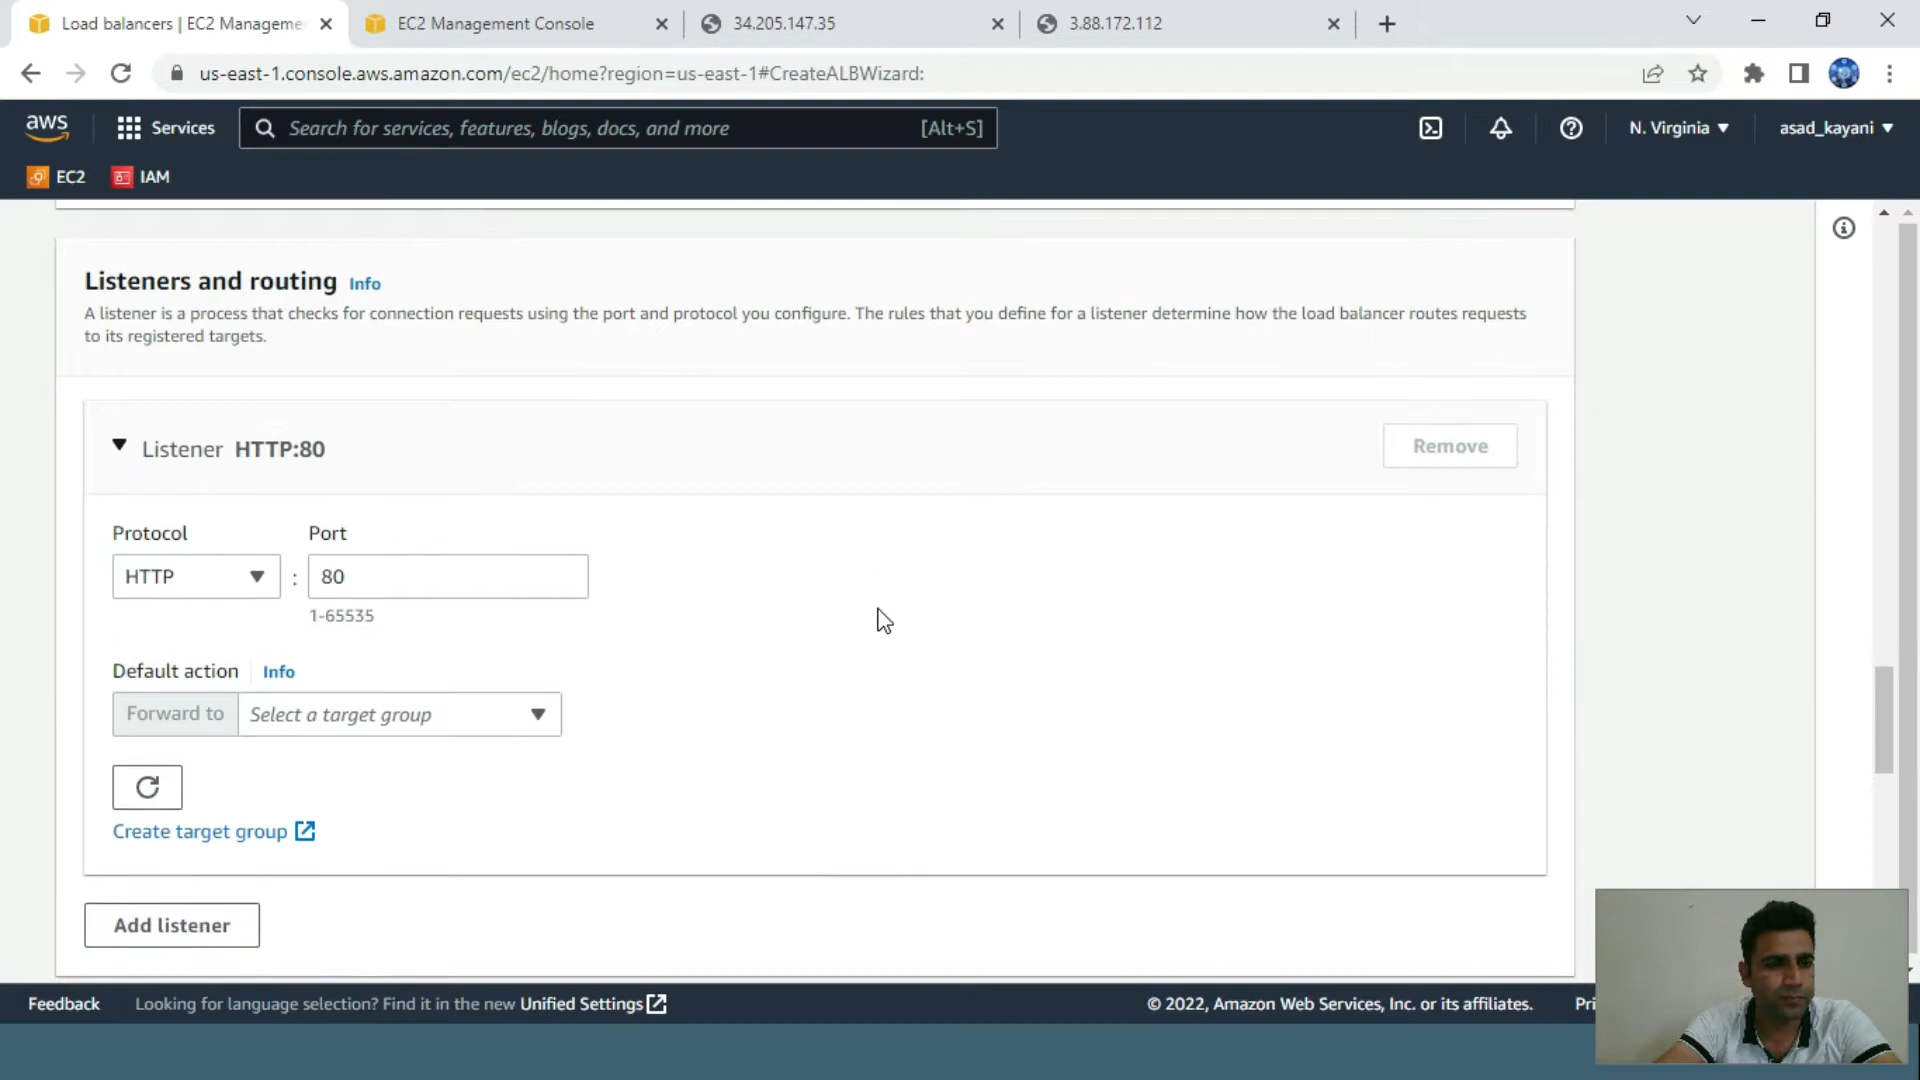 Load balancers | EC2 Manageme
EC2 Management Console
34.205.147.35
3.88.172.112
us-east-1.console.aws.amazon.com/ec2/home?region=us-east-1#CreateALBWizard:
aws
Services
Search for services, features, blogs, docs, and more
[Alt+S]
N. Virginia
asad_kayani
EC2
IAM
Listeners and routing Info
A listener is a process that checks for connection requests using the port and protocol you configure. The rules that you define for a listener determine how the load balancer routes requests
to its registered targets.
Listener HTTP:80
Remove
Protocol
Port
HTTP
:
80
1-65535
Default action
Info
Forward to
Select a target group
Create target group
Add listener
Feedback
Looking for language selection? Find it in the new Unified Settings
© 2022, Amazon Web Services, Inc. or its affiliates.
Pri